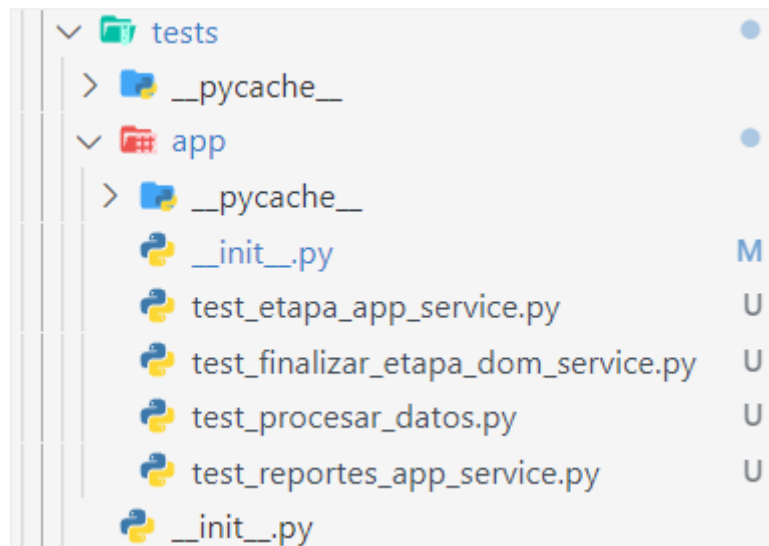 tests
__pycache__
app
__pycache__
__init__.py M
test_etapa_app_service.py U
test_finalizar_etapa_dom_service.py U
test_procesar_datos.py U
test_reportes_app_service.py U
__init__.py